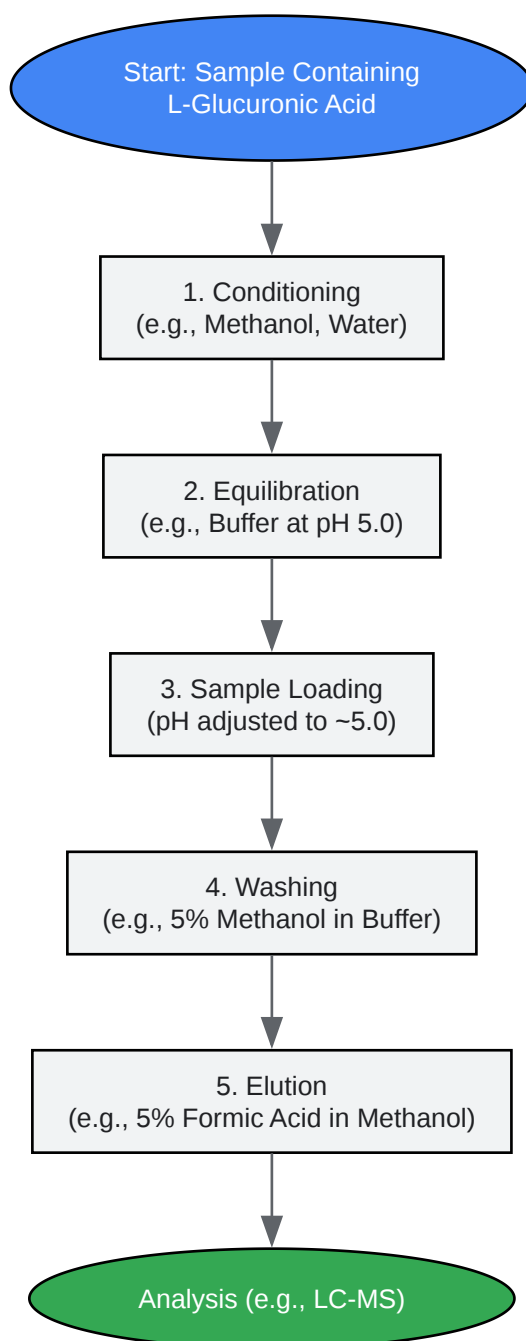 Start: Sample Containing
L-Glucuronic Acid
1. Conditioning
(e.g., Methanol, Water)
2. Equilibration
(e.g., Buffer at pH 5.0)
3. Sample Loading
(pH adjusted to ~5.0)
4. Washing
(e.g., 5% Methanol in Buffer)
5. Elution
(e.g., 5% Formic Acid in Methanol)
Analysis (e.g., LC-MS)